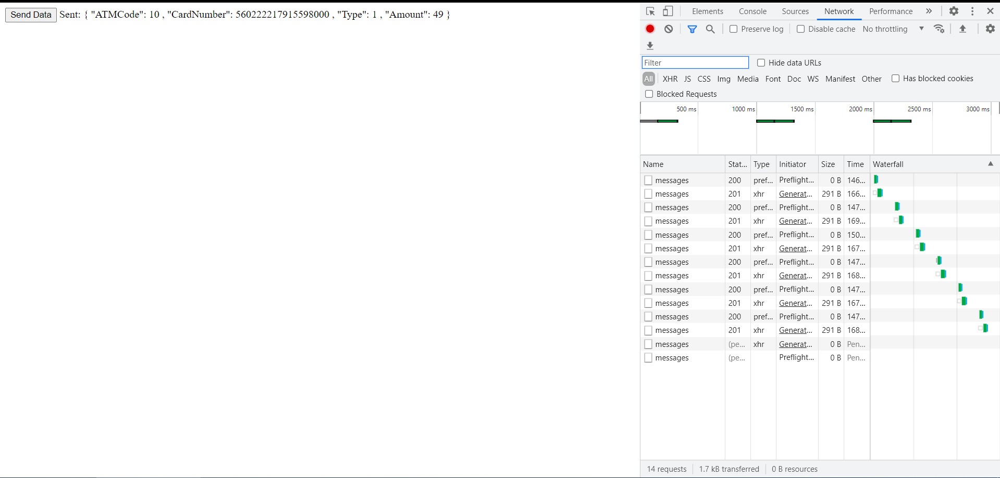 Send Data Sent: { "ATMCode": 10 , "CardNumber": 560222217915598000 , "Type": 1 , "Amount": 49 }
Elements Console Sources Network Performance
Preserve log Disable cache No throttling
Filter Hide data URLs
All XHR JS CSS Img Media Font Doc WS Manifest Other Has blocked cookies
Blocked Requests
500 ms 1000 ms 1500 ms 2000 ms 2500 ms 3000 ms
Name Stat... Type Initiator Size Time Waterfall
messages 200 pref... Preflight... 0 B 146...
messages 201 xhr Generat... 291 B 166...
messages 200 pref... Preflight... 0 B 147...
messages 201 xhr Generat... 291 B 169...
messages 200 pref... Preflight... 0 B 150...
messages 201 xhr Generat... 291 B 167...
messages 200 pref... Preflight... 0 B 147...
messages 201 xhr Generat... 291 B 168...
messages 200 pref... Preflight... 0 B 147...
messages 201 xhr Generat... 291 B 167...
messages 200 pref... Preflight... 0 B 147...
messages 201 xhr Generat... 291 B 168...
messages (pe... xhr Generat... 0 B Pen...
messages (pe... Preflight... 0 B Pen...
14 requests 1.7 kB transferred 0 B resources